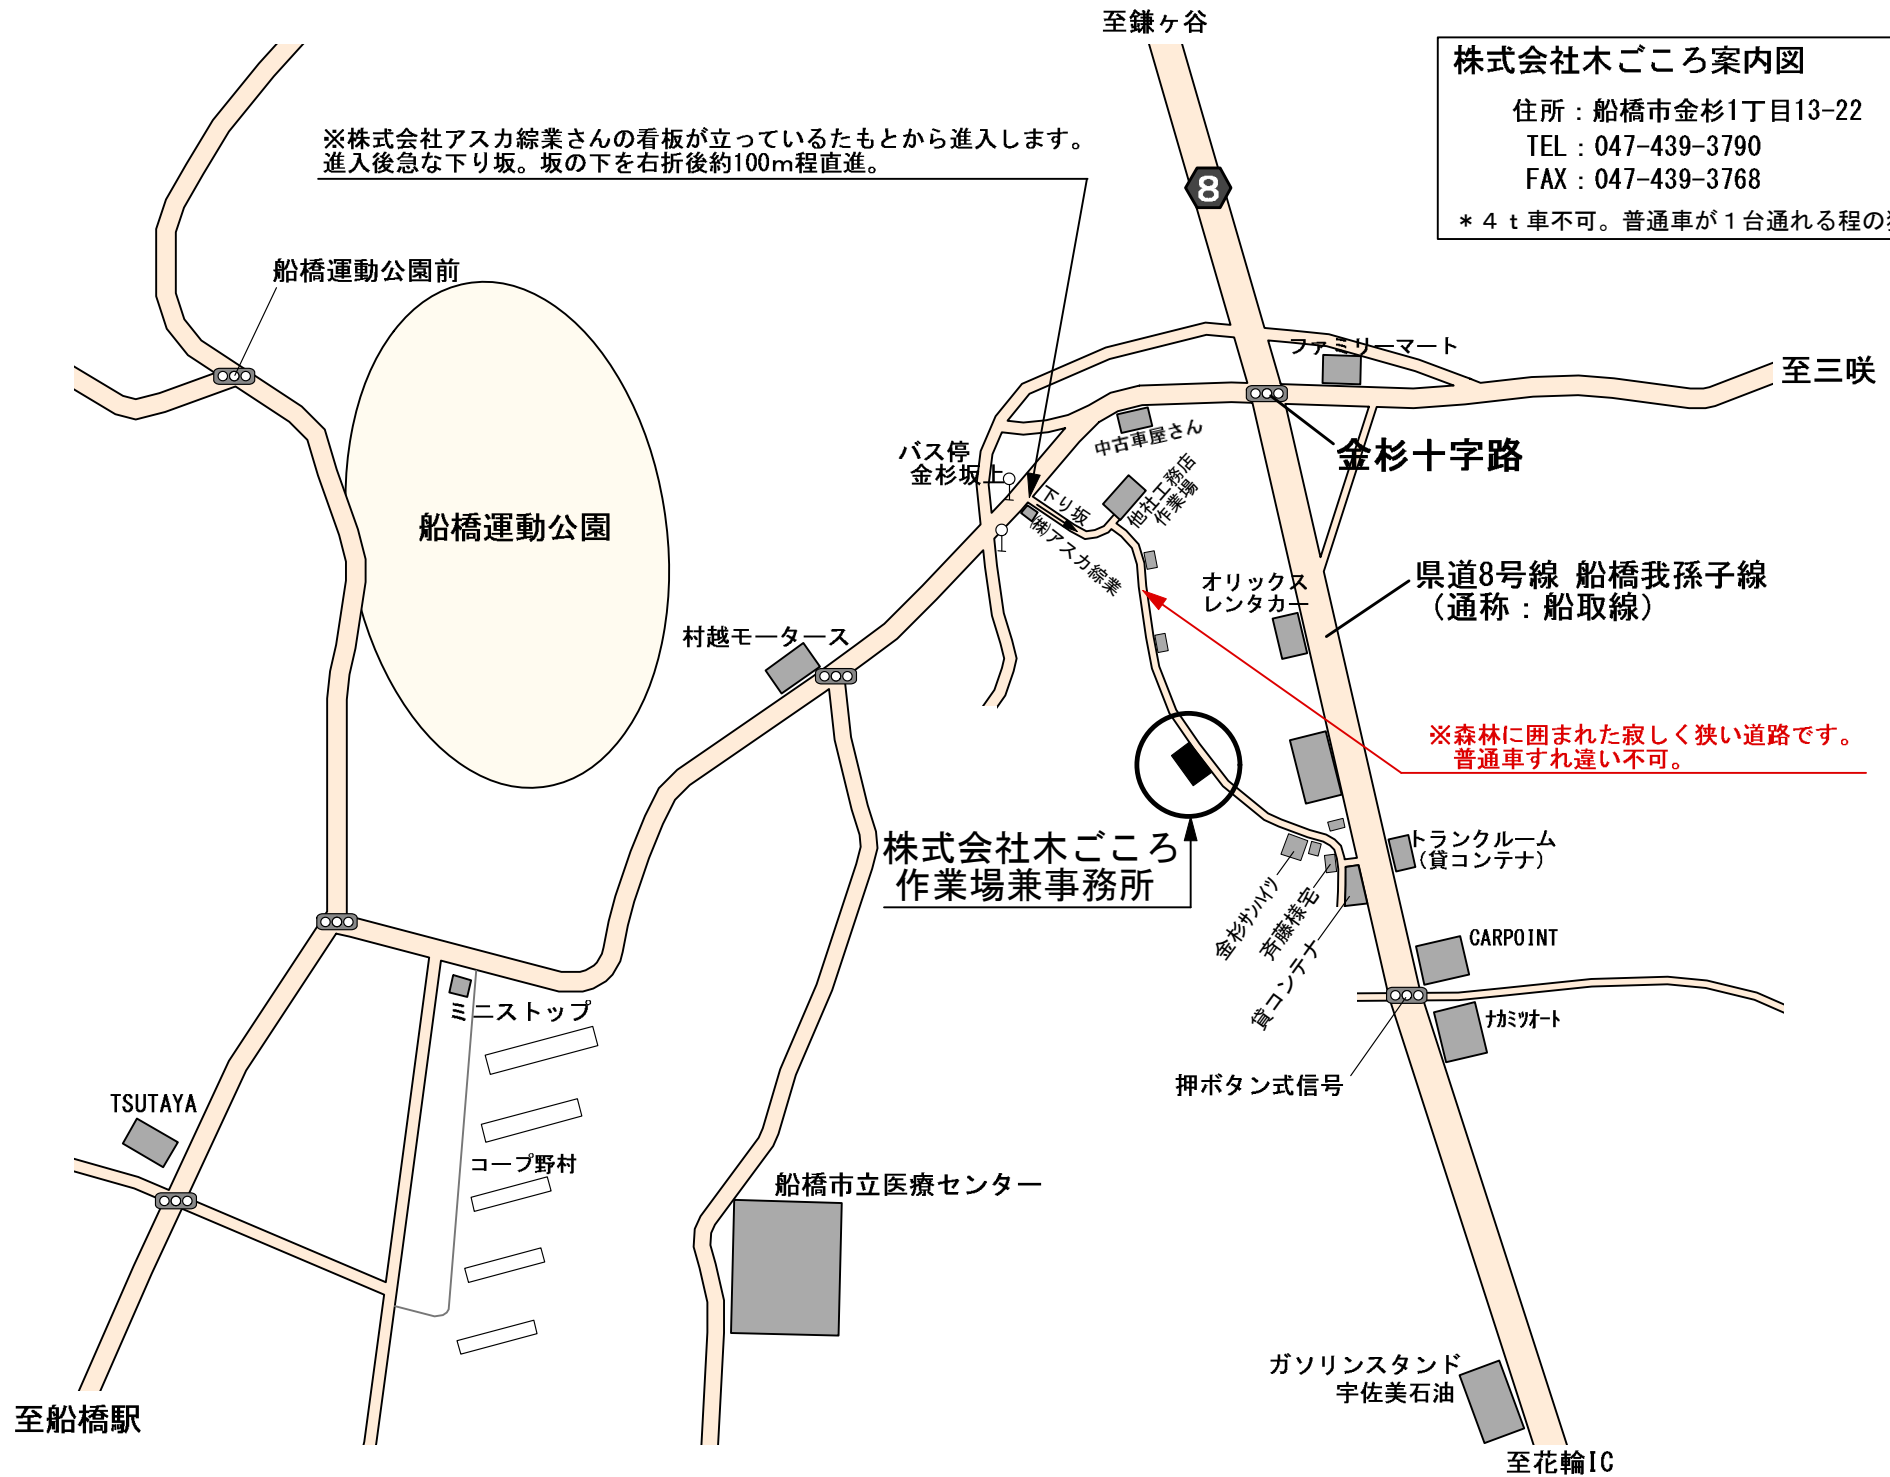 至鎌ヶ谷
株式会社木ごころ案内図
住所：船橋市金杉1丁目13-22
TEL：047-439-3790
FAX：047-439-3768
＊４ｔ車不可。普通車が１台通れる程の
※株式会社アスカ綜業さんの看板が立っているたもとから進入します。
進入後急な下り坂。坂の下を右折後約100m程直進。
8
船橋運動公園前
ファミリーマート
至三咲
中古車屋さん
金杉十字路
バス停
金杉坂上
下り坂
他社工務店
作業場
㈱アスカ綜業
船橋運動公園
オリックス
レンタカー
県道8号線 船橋我孫子線
（通称：船取線）
村越モータース
※森林に囲まれた寂しく狭い道路です。
普通車すれ違い不可。
株式会社木ごころ
作業場兼事務所
トランクルーム
（貸コンテナ）
金杉ｻﾝﾊｲﾂ
斉藤様宅
貸コンテナ
CARPOINT
ミニストップ
ﾅｶﾐﾂｵｰﾄ
押ボタン式信号
TSUTAYA
コープ野村
船橋市立医療センター
ガソリンスタンド
宇佐美石油
至船橋駅
至花輪IC